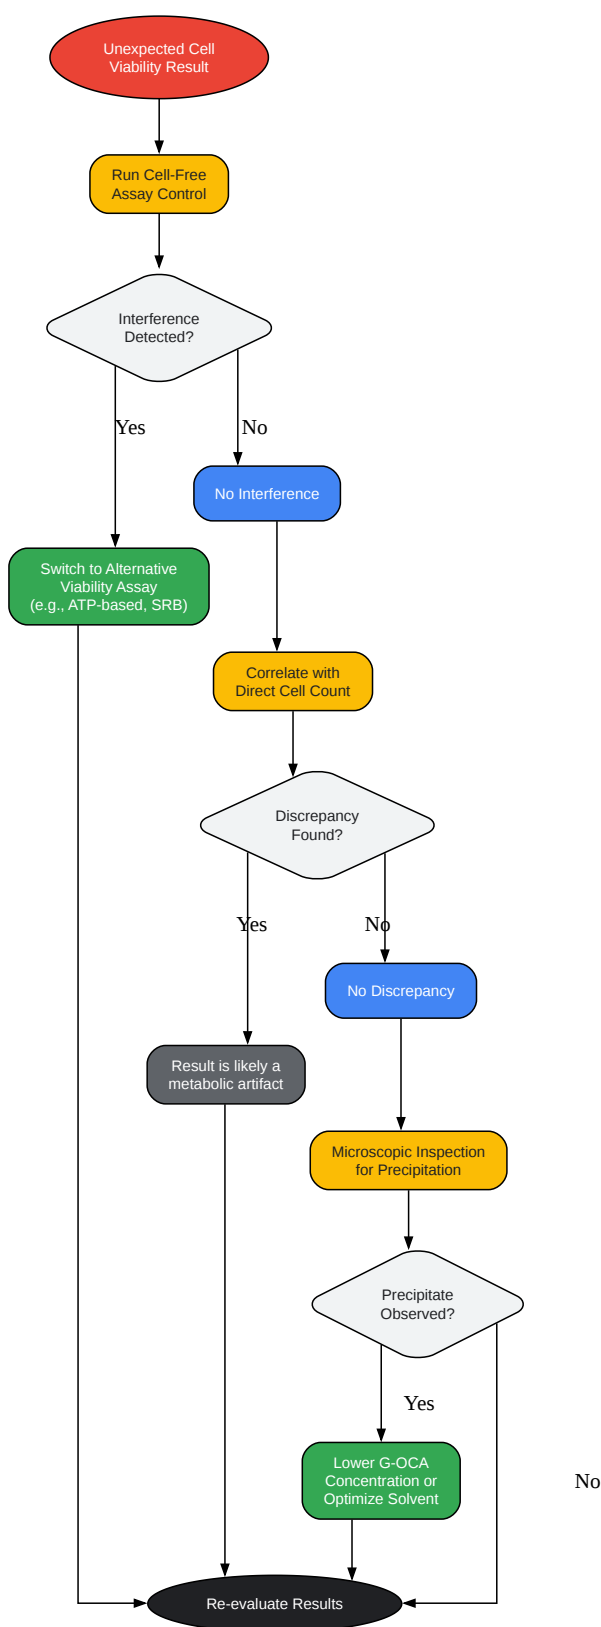 Unexpected Cell
Viability Result
Run Cell-Free
Assay Control
Interference
Detected?
Yes
No
No Interference
Switch to Alternative
Viability Assay
(e.g., ATP-based, SRB)
Correlate with
Direct Cell Count
Discrepancy
Found?
Yes
No
No Discrepancy
Result is likely a
metabolic artifact
Microscopic Inspection
for Precipitation
Precipitate
Observed?
Yes
No
Lower G-OCA
Concentration or
Optimize Solvent
Re-evaluate Results